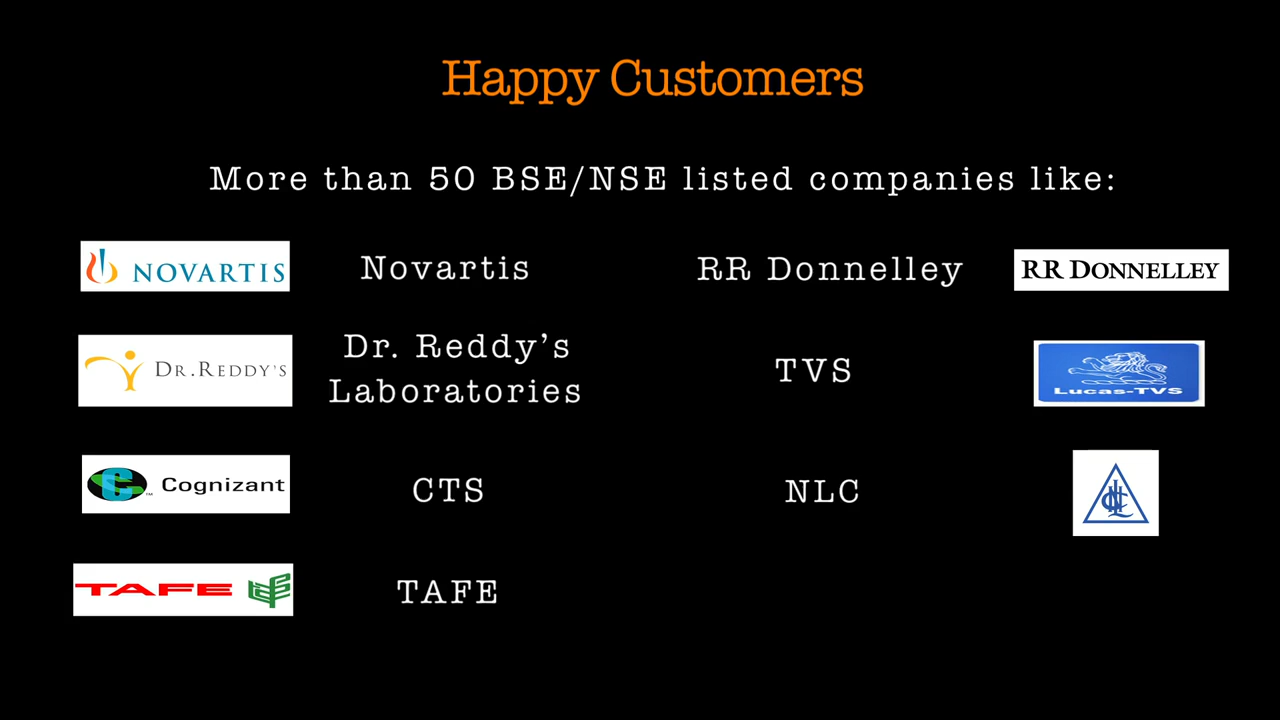 Happy Customers
More than 50 BSE/NSE listed companies like:
NOVARTIS
Novartis
RR Donnelley
RR DONNELLEY
DR.REDDY'S
Dr. Reddy's
Laboratories
TVS
Lucas-TVS
Cognizant
CTS
NLC
NLC
TAFE
TAFE